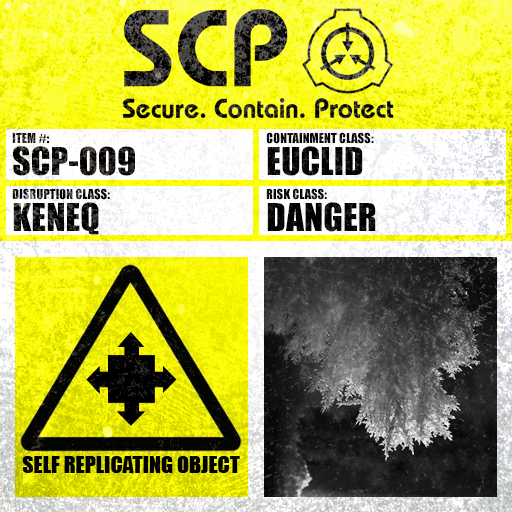 SCP
Secure. Contain. Protect
ITEM #:
SCP-009
CONTAINMENT CLASS:
EUCLID
DISRUPTION CLASS:
KENEQ
RISK CLASS:
DANGER
SELF REPLICATING OBJECT